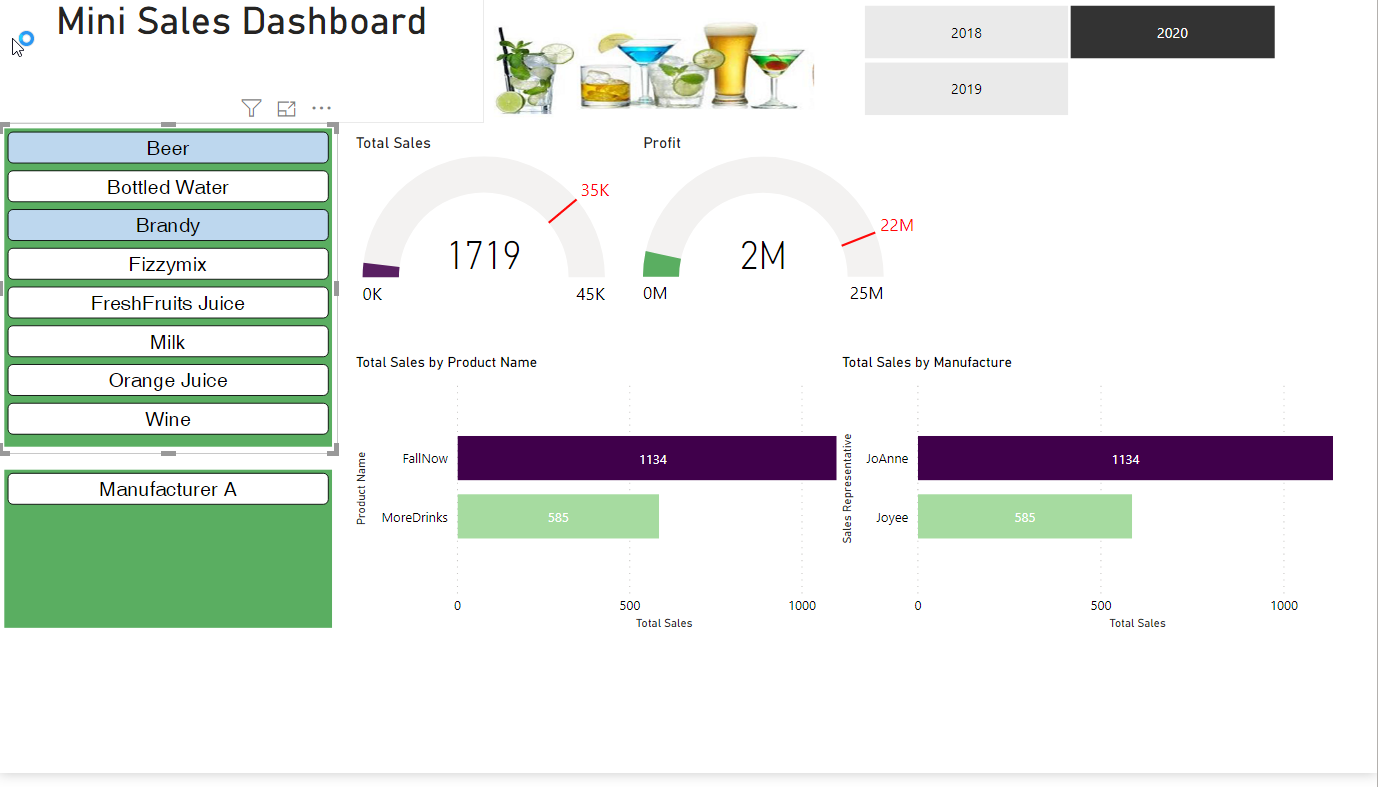 Mini Sales Dashboard
2018
2020
2019
Beer
Bottled Water
Brandy
Fizzymix
FreshFruits Juice
Milk
Orange Juice
Wine
Manufacturer A
Total Sales
35K
1719
0K
45K
Profit
22M
2M
0M
25M
Total Sales by Product Name
Product Name
FallNow
1134
MoreDrinks
585
0
500
1000
Total Sales
Total Sales by Manufacture
Sales Representative
JoAnne
1134
Joyee
585
0
500
1000
Total Sales